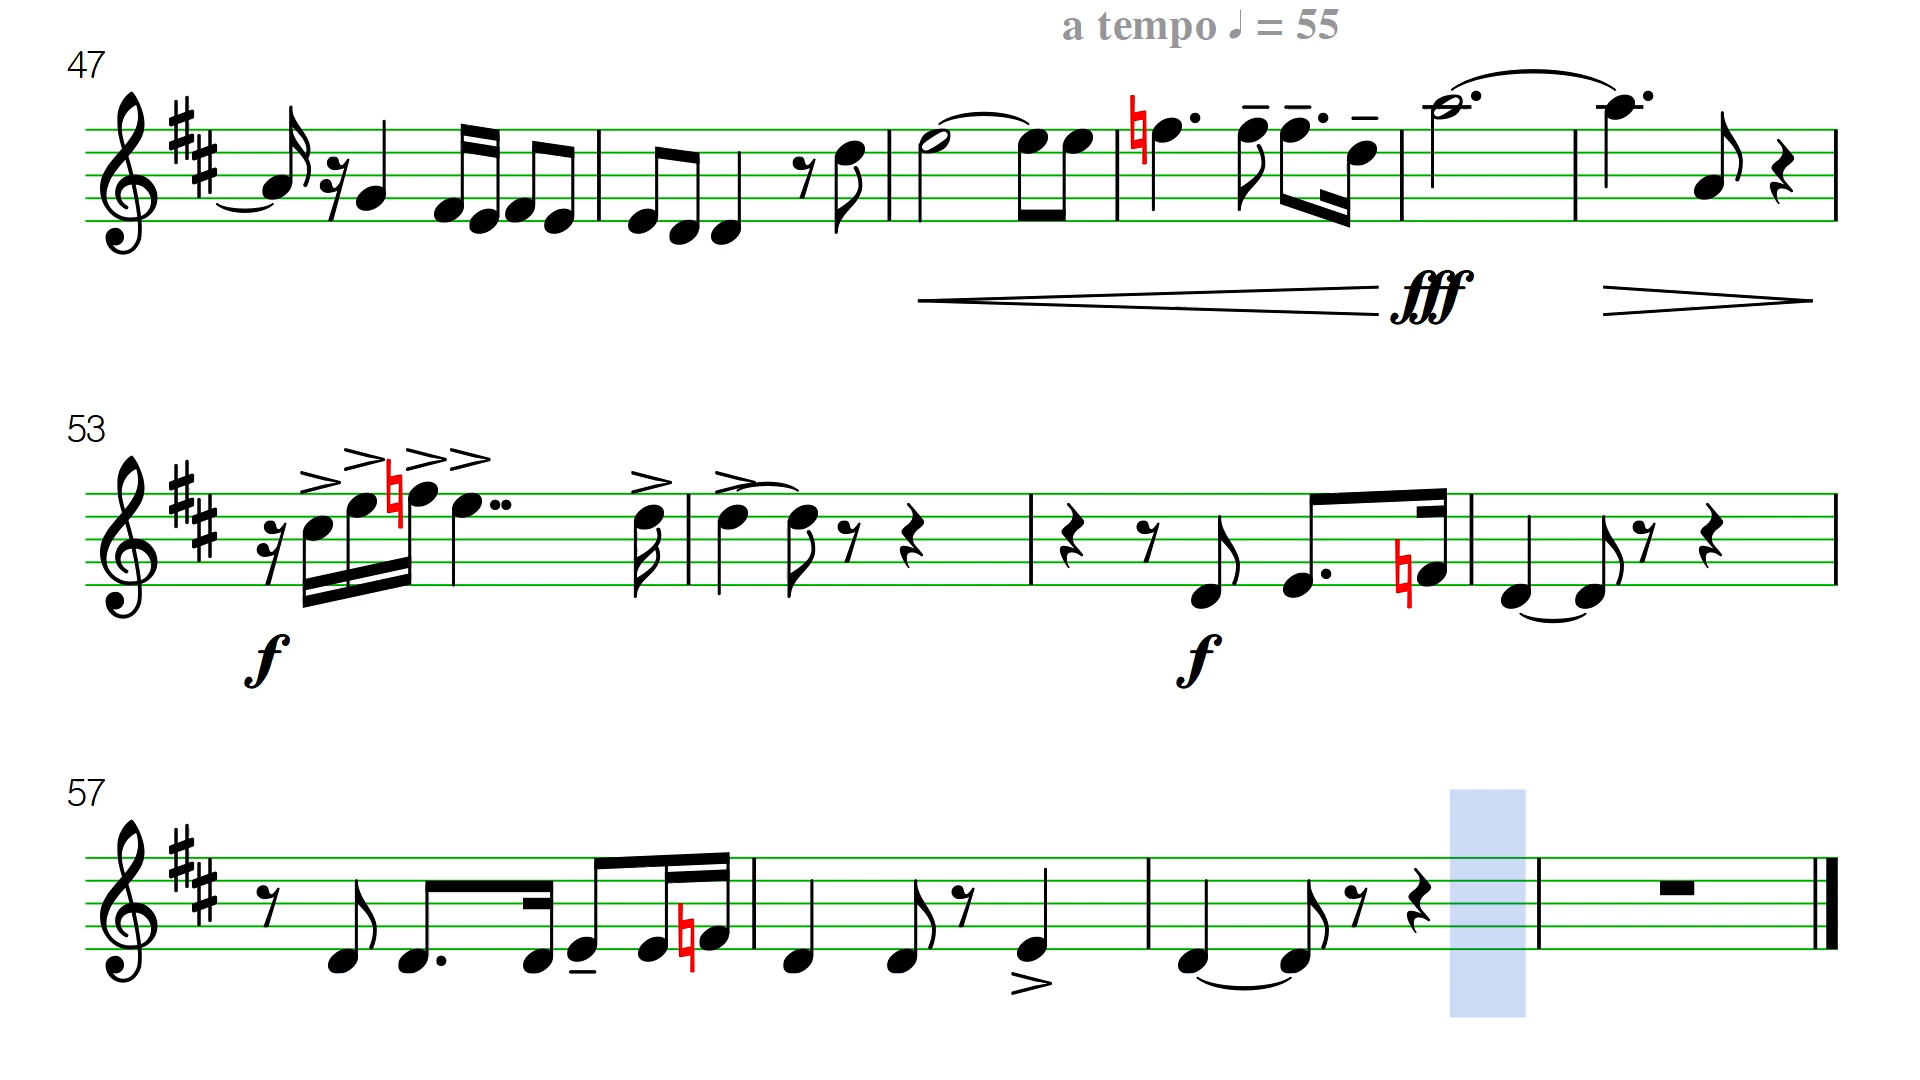 a tempo ♩ = 55
47
fff
53
f f
57